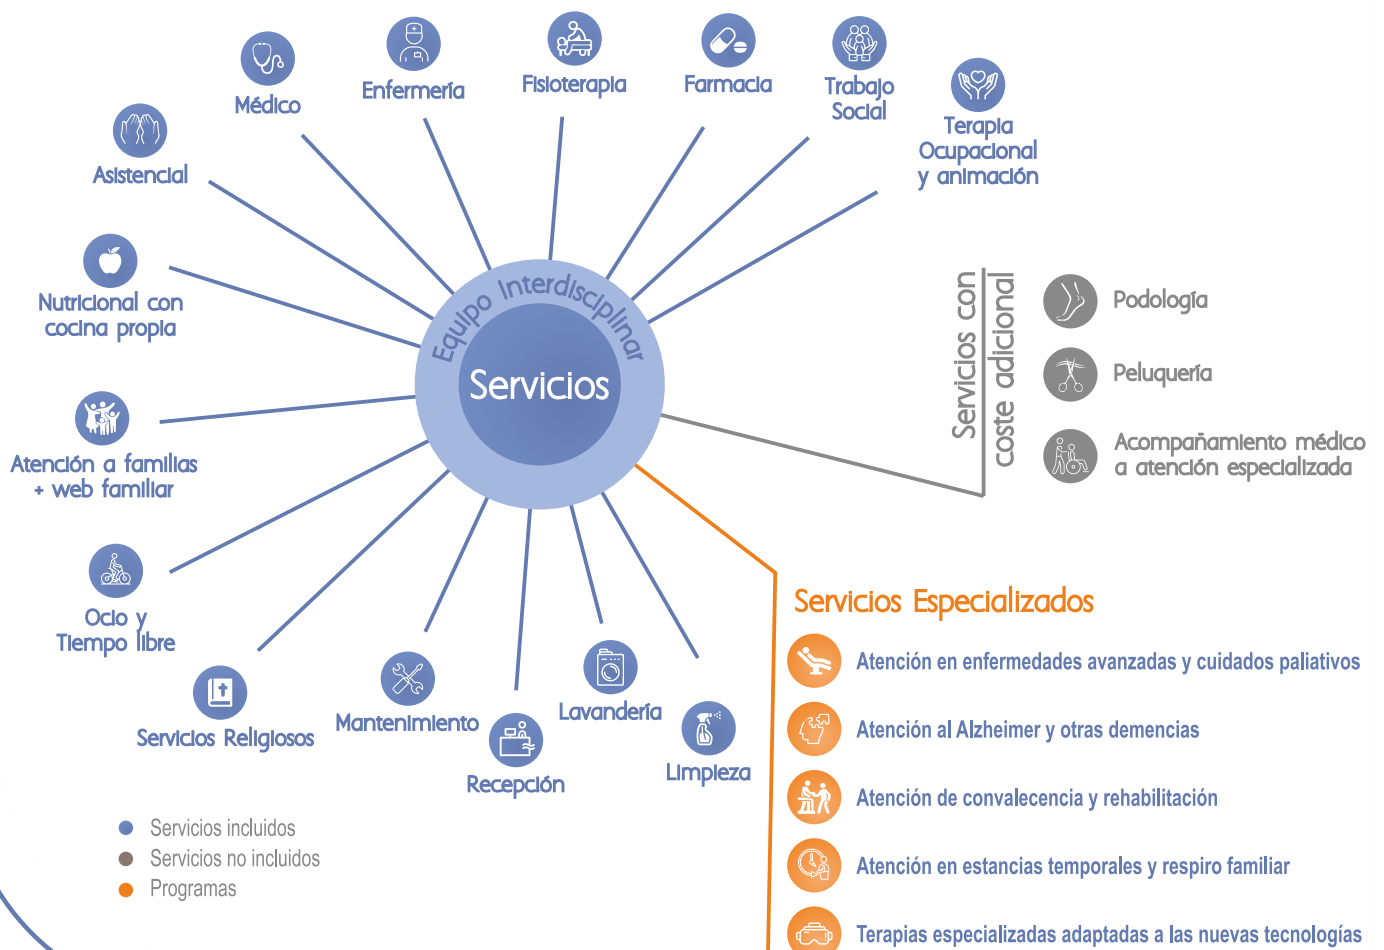 Médico
Enfermería
Fisioterapia
Farmacia
Trabajo
Social
Terapia
Ocupacional
y animación
Asistencial
Nutricional con
cocina propia
Atención a familias
+ web familiar
Ocio y
Tiempo libre
Servicios Religiosos
Mantenimiento
Recepción
Lavandería
Limpieza
Equipo Interdisciplinar
Servicios
Servicios con
coste adicional
Podología
Peluquería
Acompañamiento médico
a atención especializada
Servicios Especializados
Atención en enfermedades avanzadas y cuidados paliativos
Atención al Alzheimer y otras demencias
Atención de convalecencia y rehabilitación
Atención en estancias temporales y respiro familiar
Terapias especializadas adaptadas a las nuevas tecnologías
Servicios incluidos
Servicios no incluidos
Programas